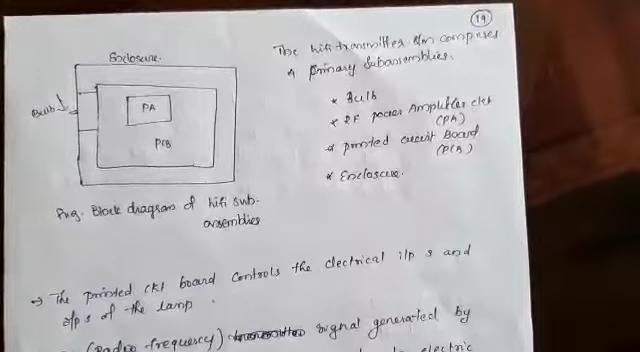 19
Enclosure.
Bulb
PA
PCB
Fig. Block diagram of hifi sub-
assemblies
The hifi transmitter s/m comprises
4 primary subassemblies.
* Bulb
* RF power Amplifier ckt
(PA)
* printed circuit Board
(PCB)
* Enclosure.
→ The printed ckt board controls the electrical i/p s and
o/p s of the lamp.
(Radio frequency) signal generated by
electric